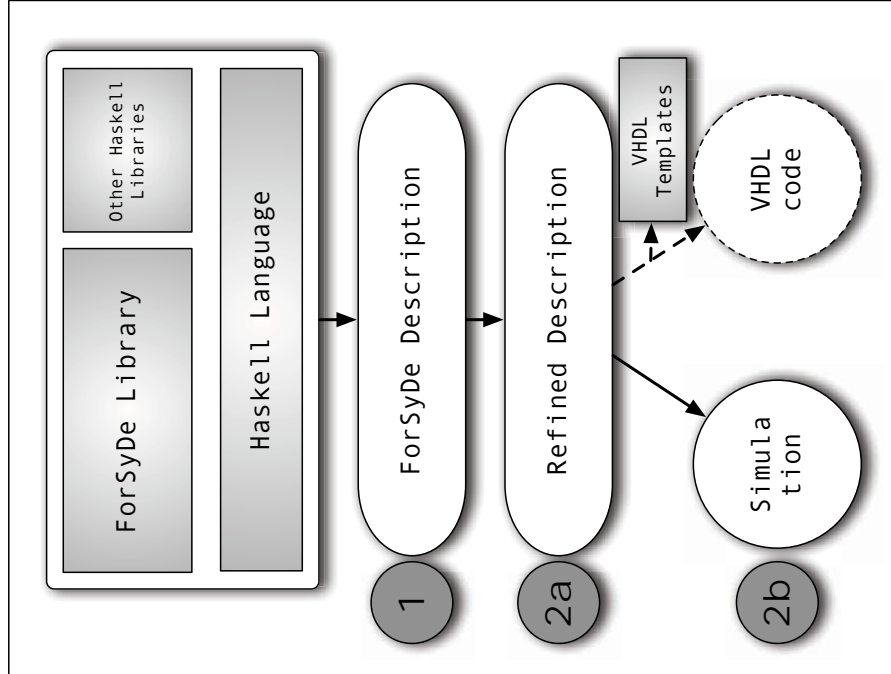 ForSyDe Library
Other Haskell
Libraries
Haskell Language
1
ForSyDe Description
2a
Refined Description
VHDL
Templates
2b
Simula
tion
VHDL
code